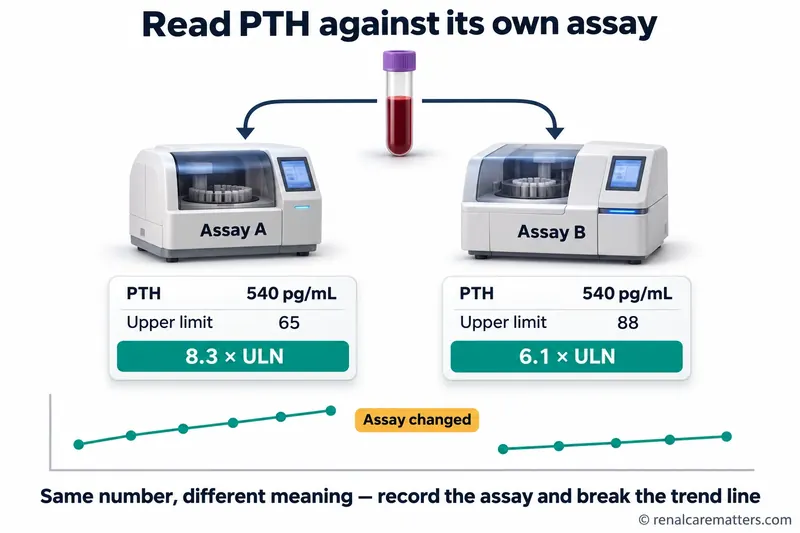 Read PTH against its own assay
Assay A
Assay B
PTH 540 pg/mL
Upper limit 65
8.3 × ULN
PTH 540 pg/mL
Upper limit 88
6.1 × ULN
Assay changed
Same number, different meaning — record the assay and break the trend line
© renalcarematters.com